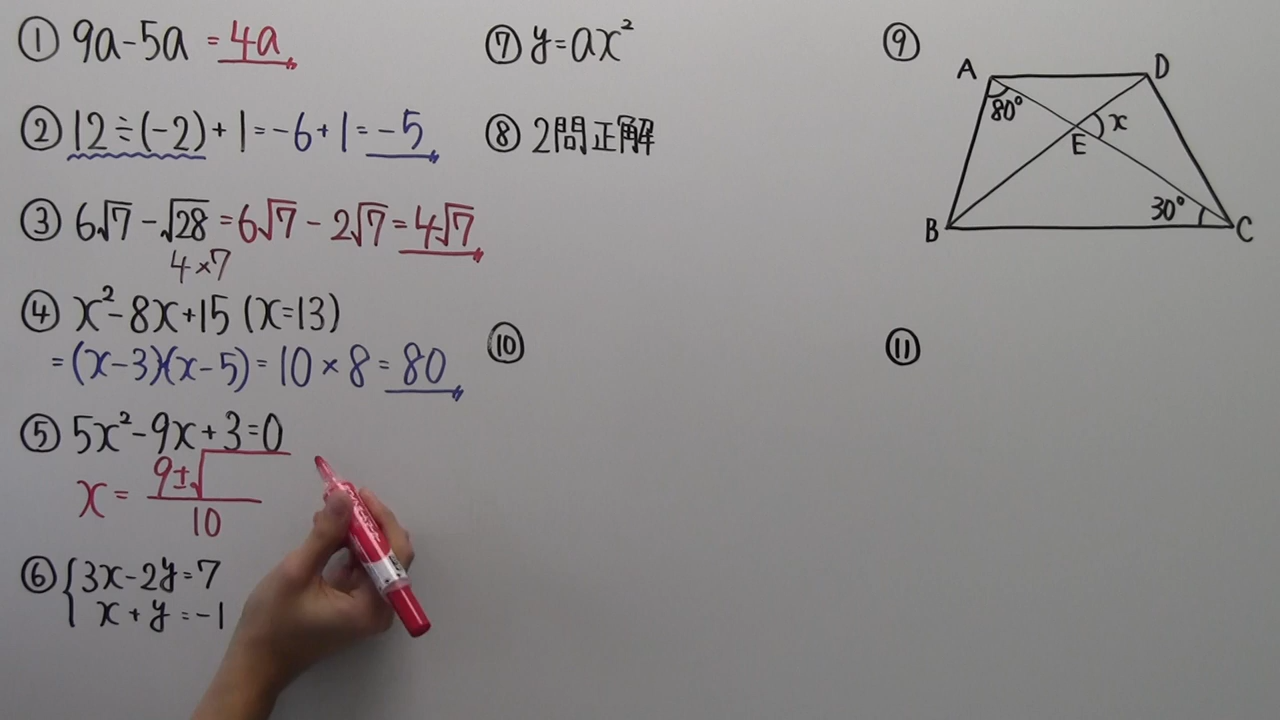 ① 9a-5a = 4a
② 12÷(-2)+1 = -6+1 = -5
③ 6√7 - √28 = 6√7 - 2√7 = 4√7
4×7
④ x²-8x+15 (x=13)
= (x-3)(x-5) = 10×8 = 80
⑤ 5x²-9x+3=0
x = (9±√ )/10
⑥ { 3x-2y=7
x+y=-1
⑦ y=ax²
⑧ 2問正解
⑩
⑨
A
D
80°
x
E
30°
B
C
⑪